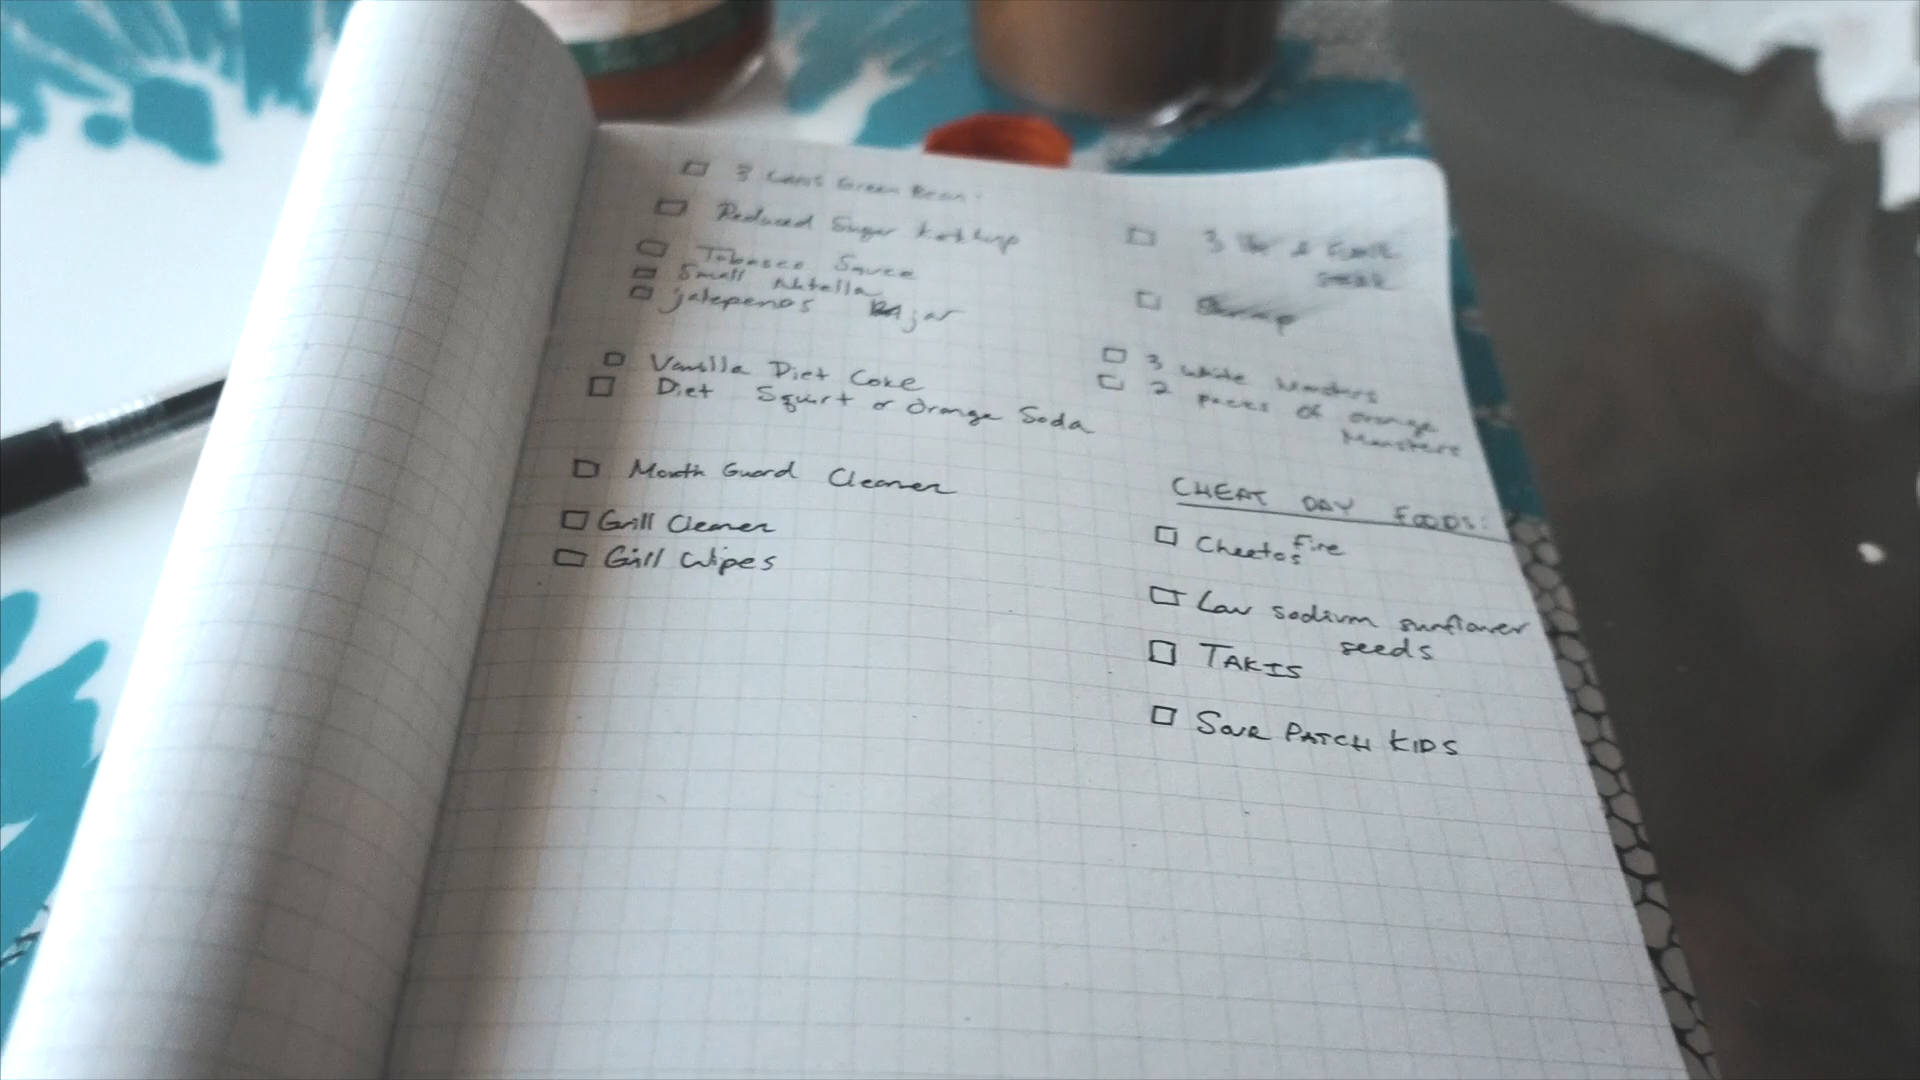 3 Cans Green Bean
Reduced Sugar Ketchup
Tabasco Sauce
Small Nutella
jalepenos jar
Vanilla Diet Coke
Diet Squirt or Orange Soda
Mouth Guard Cleaner
Grill Cleaner
Grill Wipes
3
Shrimp
3 White Monsters
2 packs of orange
Monsters
CHEAT DAY FOODS:
Cheetos Fire
Low sodium sunflower
seeds
TAKIS
SOUR PATCH KIDS